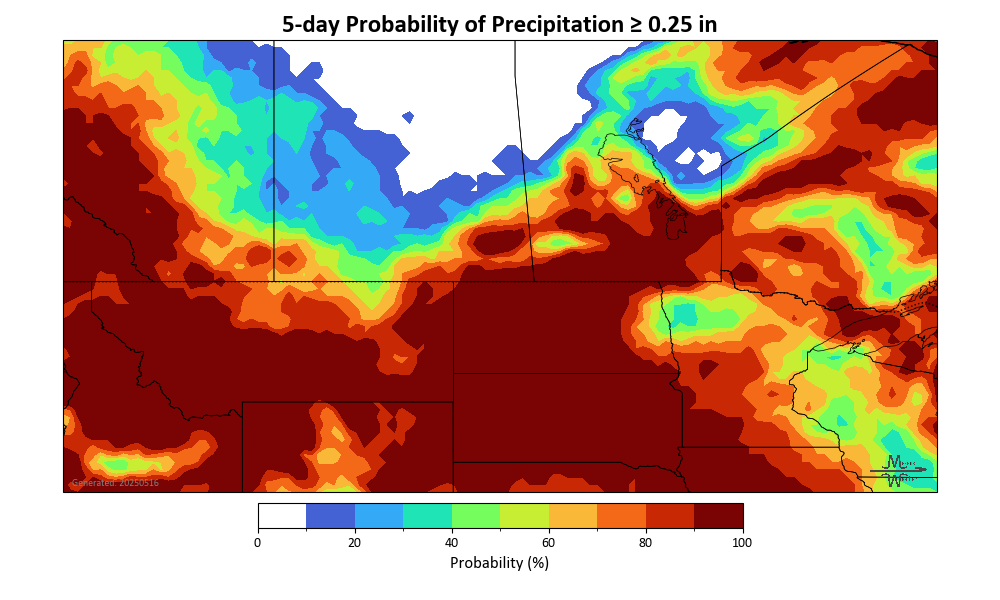 5-day Probability of Precipitation ≥ 0.25 in
Generated: 20250516
0 20 40 60 80 100
Probability (%)